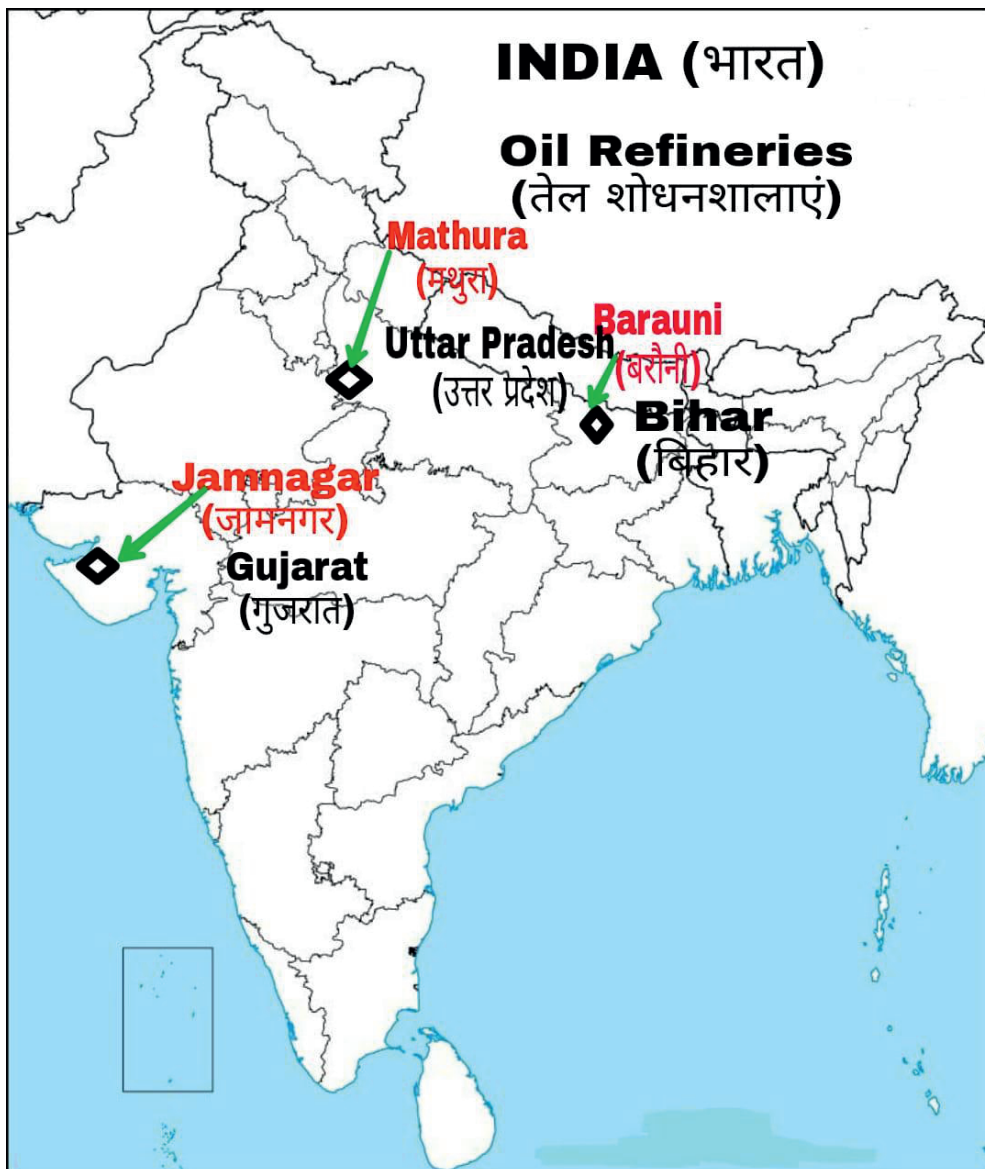 INDIA (भारत)
Oil Refineries
(तेल शोधनशालाएं)
Mathura
(मथुरा)
Uttar Pradesh
(उत्तर प्रदेश)
Barauni
(बरौनी)
Bihar
(बिहार)
Jamnagar
(जामनगर)
Gujarat
(गुजरात)